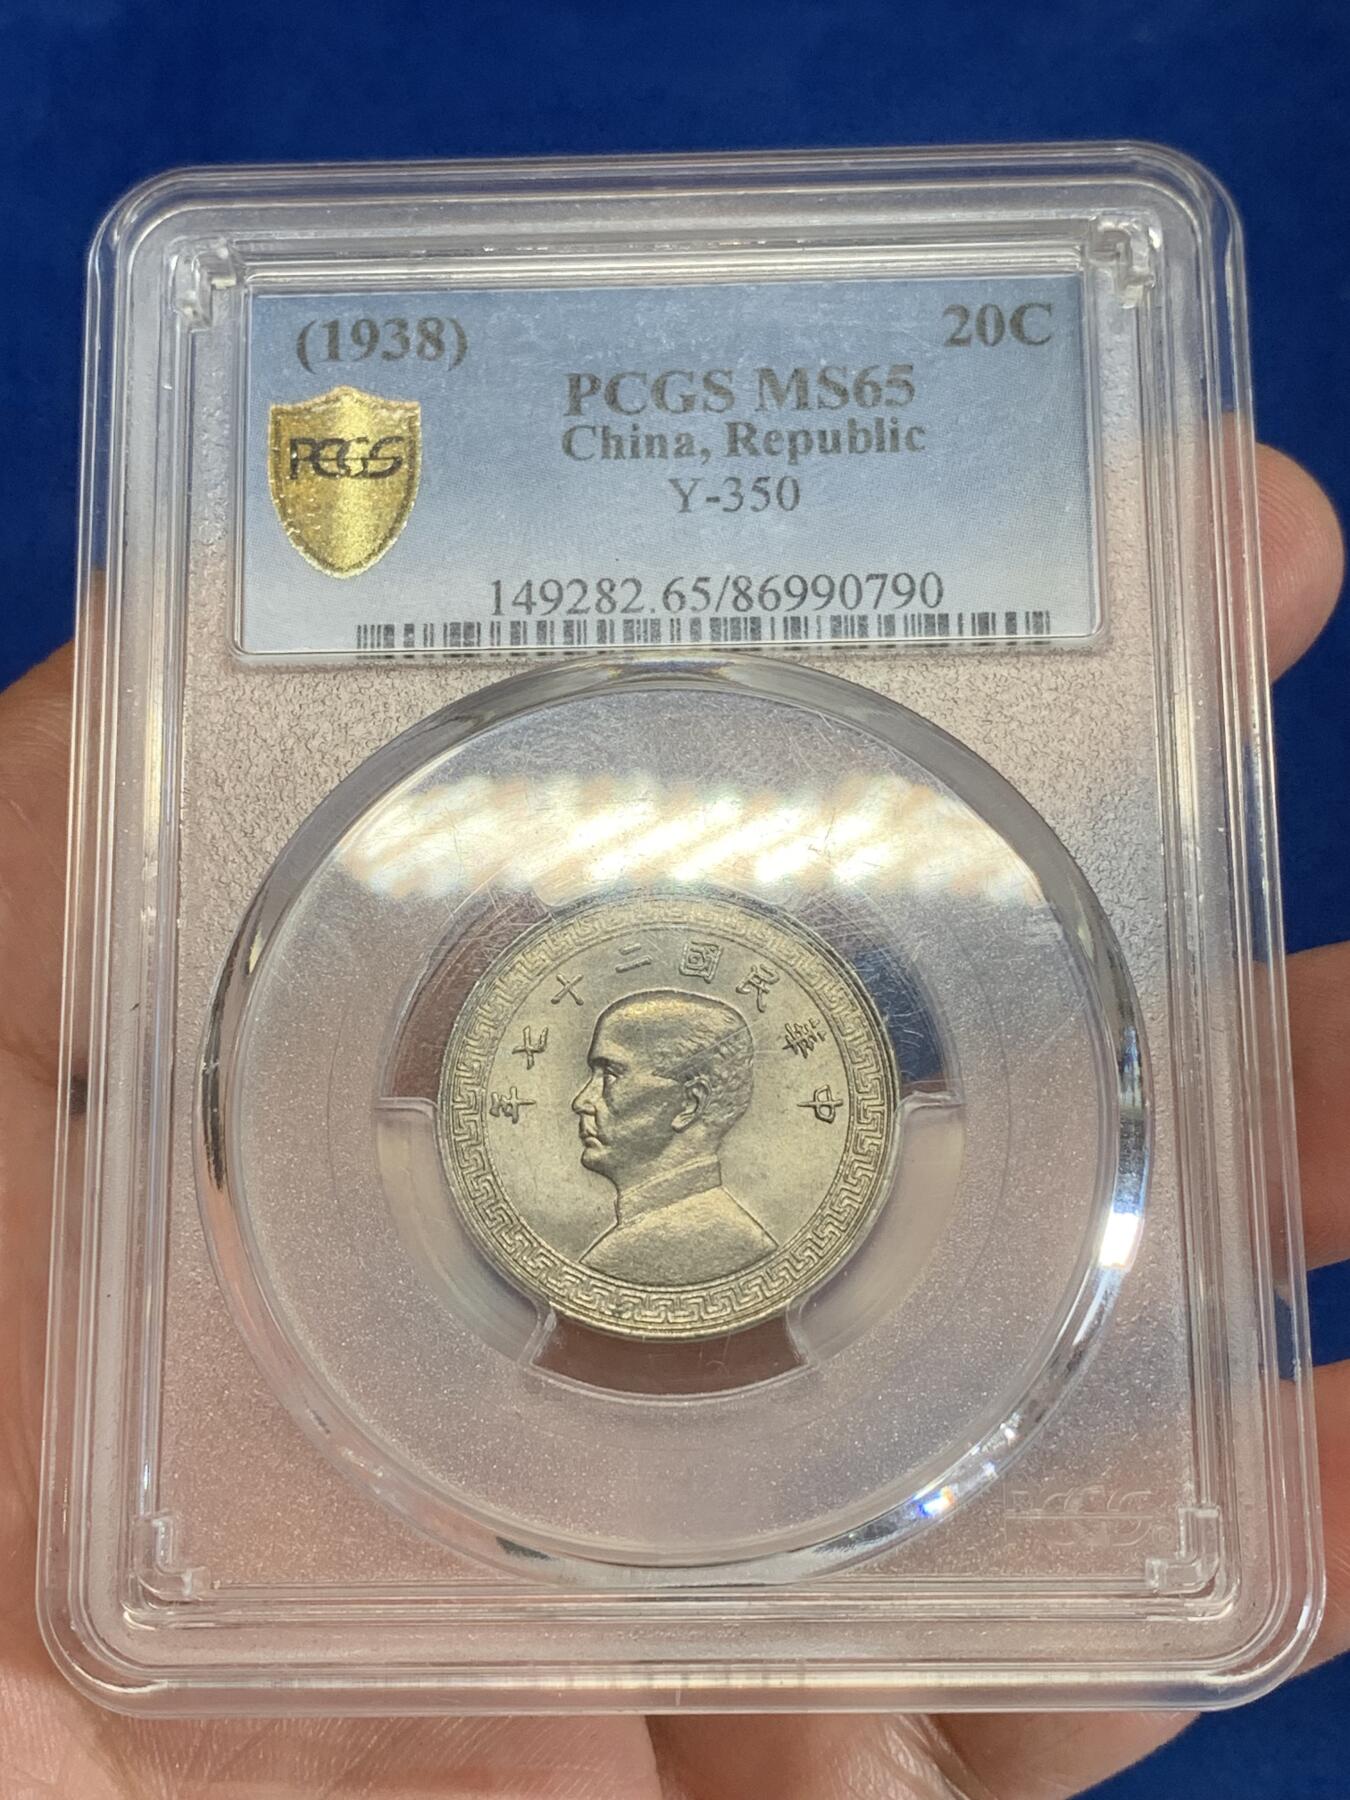 (1938)
20C
PCGS MS65
China, Republic
Y-350
PCGS
149282.65/86990790
年七十二國民華中
PCGS